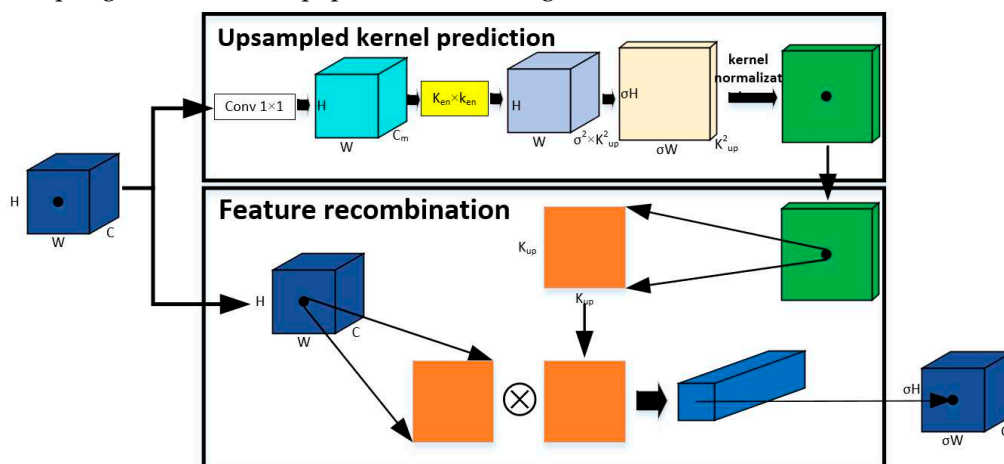 Upsampled kernel prediction
kernel
normalizat
Conv 1×1
H
W
C_m
K_en×k_en
H
W
σ²×K²_up
σH
σW
K²_up
H
W
C
Feature recombination
K_up
K_up
H
W
C
σH
σW